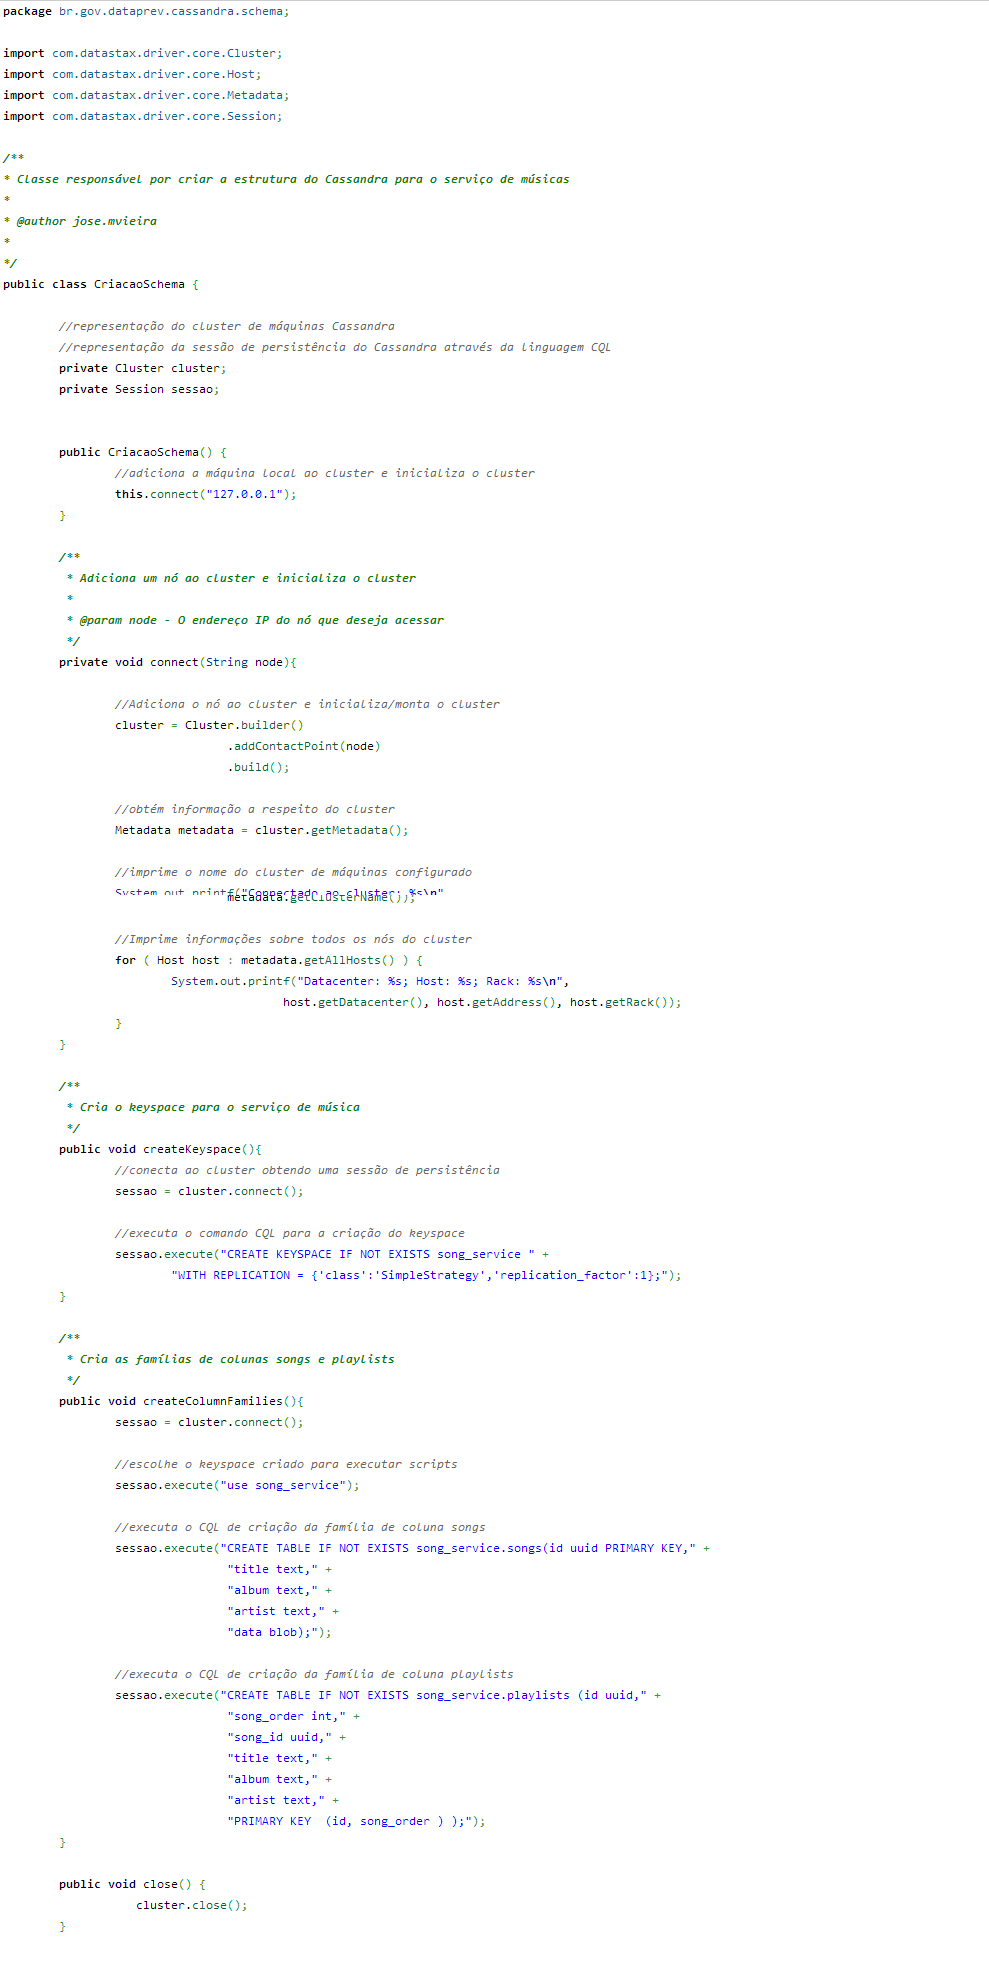 package br.gov.dataprev.cassandra.schema;
import com.datastax.driver.core.Cluster;
import com.datastax.driver.core.Host;
import com.datastax.driver.core.Metadata;
import com.datastax.driver.core.Session;
/**
* Classe responsável por criar a estrutura do Cassandra para o serviço de músicas
*
* @author jose.mvieira
*
*/
public class CriacaoSchema {
//representação do cluster de máquinas Cassandra
//representação da sessão de persistência do Cassandra através da linguagem CQL
private Cluster cluster;
private Session sessao;
public CriacaoSchema() {
//adiciona a máquina local ao cluster e inicializa o cluster
this.connect("127.0.0.1");
}
/**
* Adiciona um nó ao cluster e inicializa o cluster
*
* @param node - O endereço IP do nó que deseja acessar
*/
private void connect(String node){
//Adiciona o nó ao cluster e inicializa/monta o cluster
cluster = Cluster.builder()
.addContactPoint(node)
.build();
//obtém informação a respeito do cluster
Metadata metadata = cluster.getMetadata();
//imprime o nome do cluster de máquinas configurado
System.out.printf("Connectado ao cluster: %s\n"
metadata.getClusterName());
//Imprime informações sobre todos os nós do cluster
for ( Host host : metadata.getAllHosts() ) {
System.out.printf("Datacenter: %s; Host: %s; Rack: %s\n",
host.getDatacenter(), host.getAddress(), host.getRack());
}
}
/**
* Cria o keyspace para o serviço de música
*/
public void createKeyspace(){
//conecta ao cluster obtendo uma sessão de persistência
sessao = cluster.connect();
//executa o comando CQL para a criação do keyspace
sessao.execute("CREATE KEYSPACE IF NOT EXISTS song_service " +
"WITH REPLICATION = {'class':'SimpleStrategy','replication_factor':1};");
}
/**
* Cria as famílias de colunas songs e playlists
*/
public void createColumnFamilies(){
sessao = cluster.connect();
//escolhe o keyspace criado para executar scripts
sessao.execute("use song_service");
//executa o CQL de criação da família de coluna songs
sessao.execute("CREATE TABLE IF NOT EXISTS song_service.songs(id uuid PRIMARY KEY," +
"title text," +
"album text," +
"artist text," +
"data blob);");
//executa o CQL de criação da família de coluna playlists
sessao.execute("CREATE TABLE IF NOT EXISTS song_service.playlists (id uuid," +
"song_order int," +
"song_id uuid," +
"title text," +
"album text," +
"artist text," +
"PRIMARY KEY  (id, song_order ) );");
}
public void close() {
cluster.close();
}